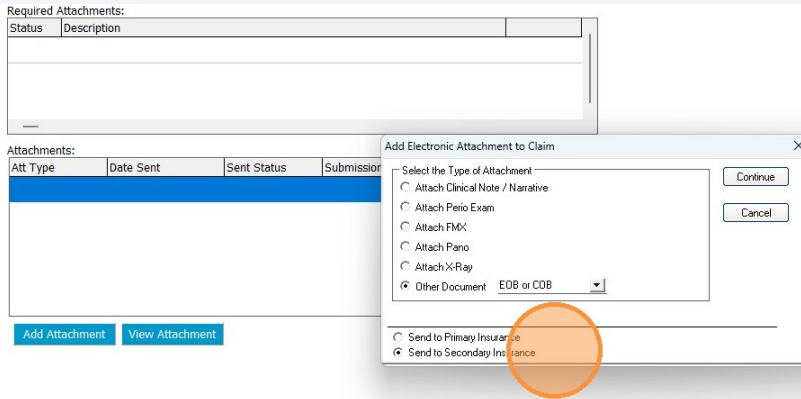 Required Attachments:
Status Description
Attachments:
Att Type Date Sent Sent Status Submission
Add Attachment View Attachment
Add Electronic Attachment to Claim
Select the Type of Attachment
Attach Clinical Note / Narrative
Attach Perio Exam
Attach FMX
Attach Pano
Attach X-Ray
Other Document EOB or COB
Continue
Cancel
Send to Primary Insurance
Send to Secondary Insurance